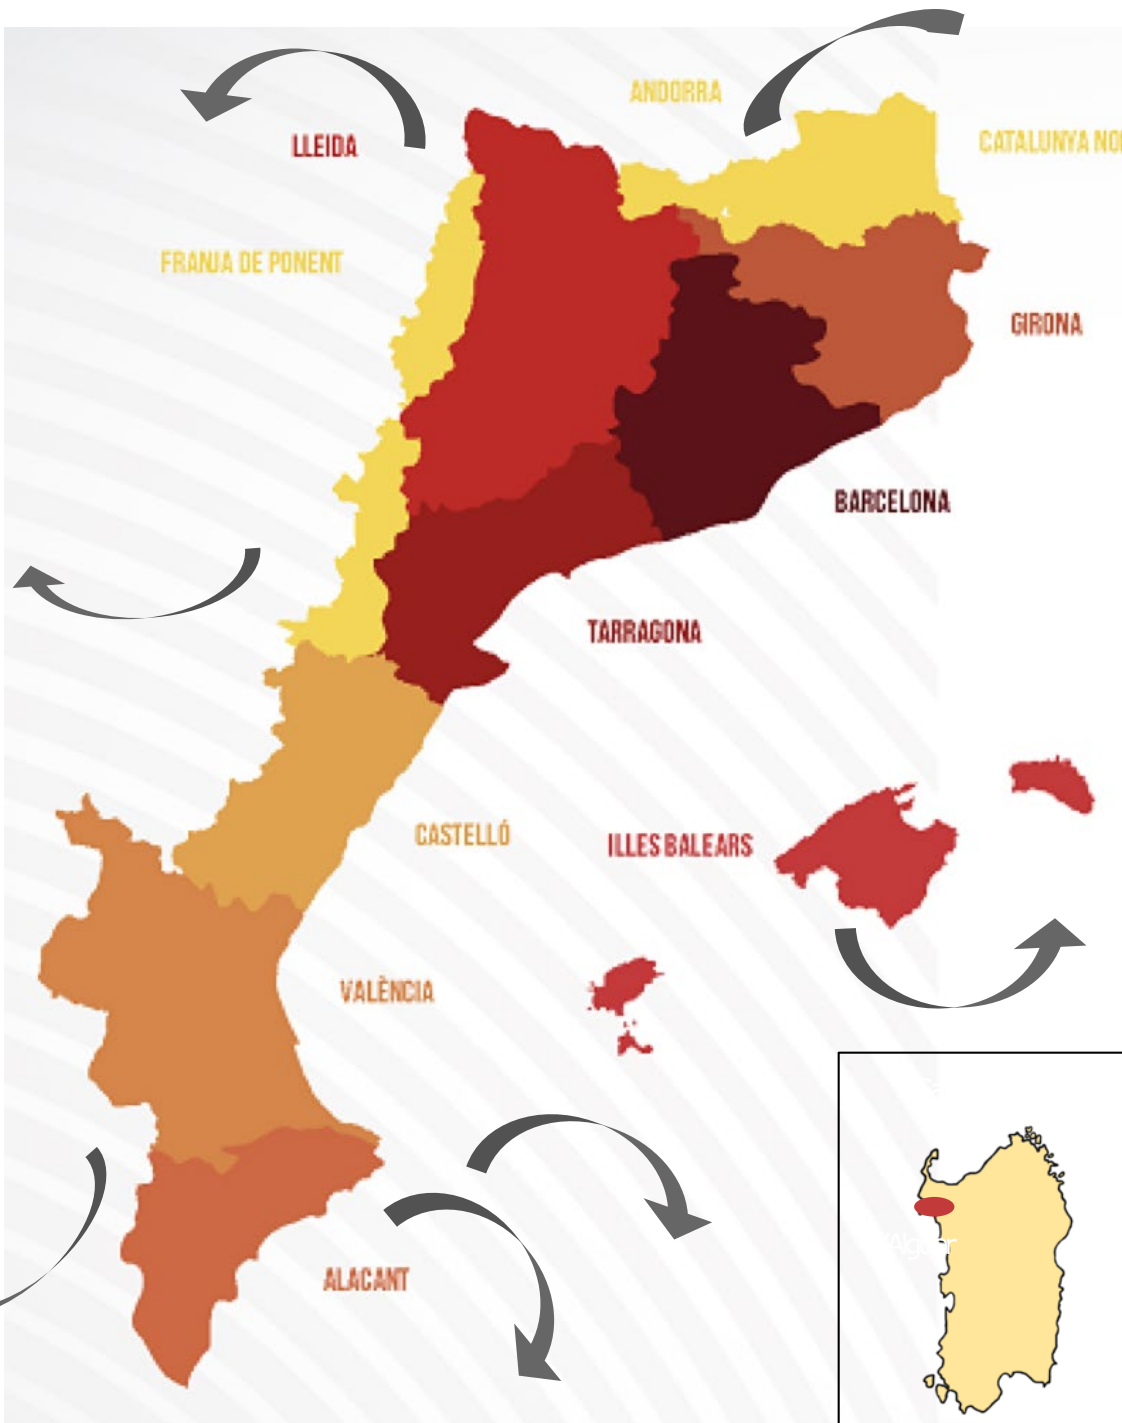 ANDORRA
CATALUNYA NO
LLEIDA
FRANJA DE PONENT
GIRONA
BARCELONA
TARRAGONA
CASTELLÓ
ILLES BALEARS
VALÈNCIA
ALACANT